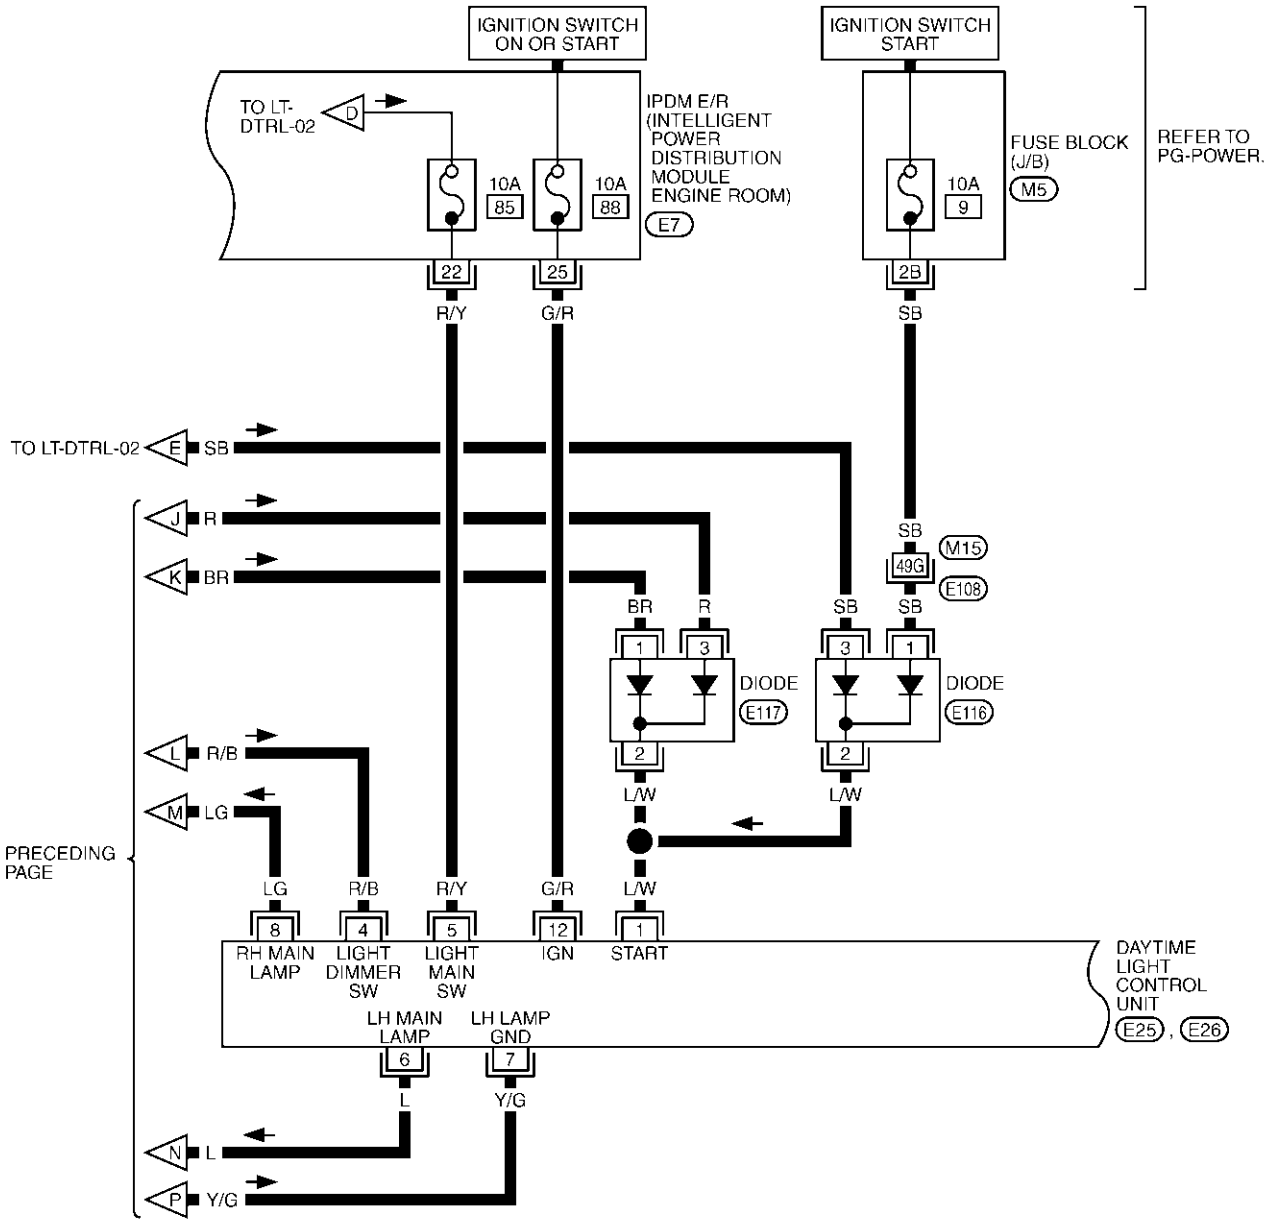 IGNITION SWITCH
ON OR START
IGNITION SWITCH
START
TO LT-
DTRL-02
D
10A
85
10A
88
IPDM E/R
(INTELLIGENT
POWER
DISTRIBUTION
MODULE
ENGINE ROOM)
E7
10A
9
FUSE BLOCK
(J/B)
M5
REFER TO
PG-POWER.
22
25
2B
R/Y
G/R
SB
TO LT-DTRL-02
E
SB
J
R
SB
M15
49G
E108
K
BR
BR
R
SB
SB
1
3
3
1
DIODE
E117
DIODE
E116
2
2
L
R/B
L/W
L/W
M
LG
PRECEDING
PAGE
LG
R/B
R/Y
G/R
L/W
8
4
5
12
1
RH MAIN
LAMP
LIGHT
DIMMER
SW
LIGHT
MAIN
SW
IGN
START
DAYTIME
LIGHT
CONTROL
UNIT
E25 , E26
LH MAIN
LAMP
LH LAMP
GND
6
7
L
Y/G
N
L
P
Y/G